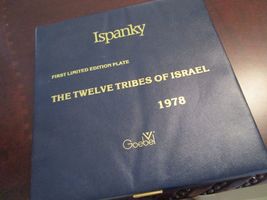 Ispanky
FIRST LIMITED EDITION PLATE
THE TWELVE TRIBES OF ISRAEL
1978
Goebel